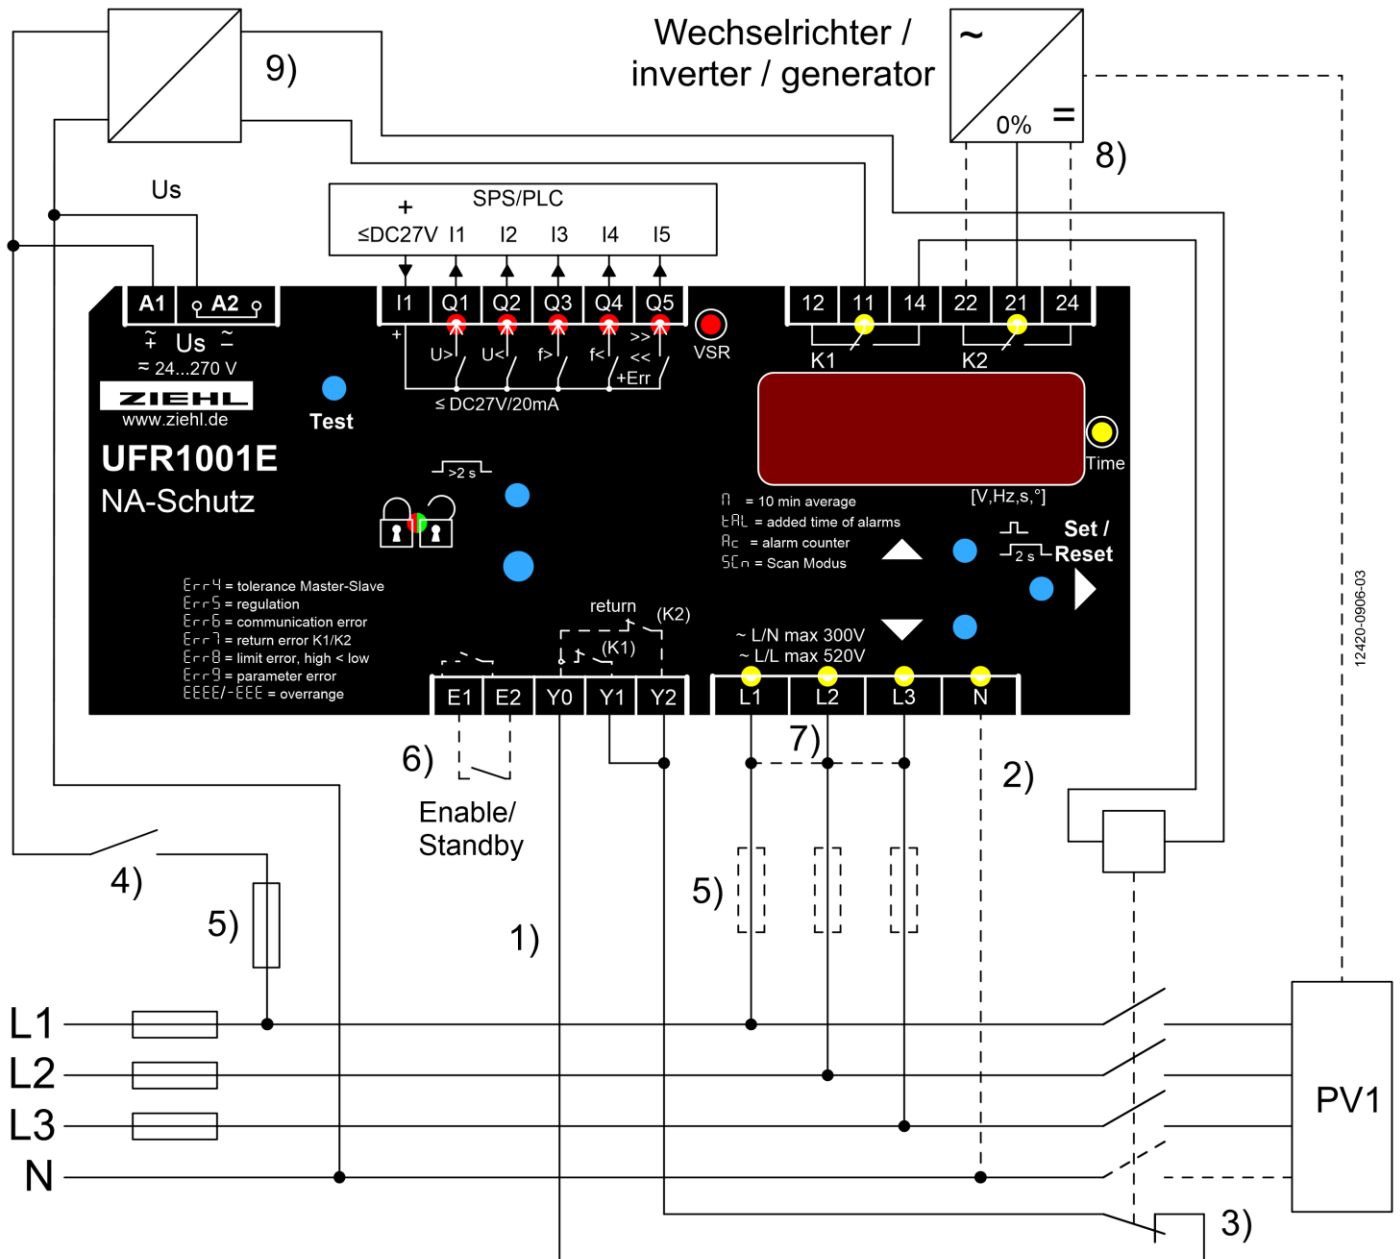 Wechselrichter /
inverter / generator
~
0%
=
9)
8)
Us
SPS/PLC
+
≤DC27V I1 I2 I3 I4 I5
A1 A2
I1 Q1 Q2 Q3 Q4 Q5
12 11 14 22 21 24
~
+
Us
~
−
≂ 24...270 V
+
U> U< f> f<
>>
<<
+Err
VSR
K1 K2
≤ DC27V/20mA
ZIEHL
www.ziehl.de
Test
UFR1001E
NA-Schutz
>2 s
Time
[V,Hz,s,°]
= 10 min average
tAL = added time of alarms
Ac = alarm counter
SCn = Scan Modus
Set /
Reset
2 s
Err4 = tolerance Master-Slave
Err5 = regulation
Err6 = communication error
Err7 = return error K1/K2
Err8 = limit error, high < low
Err9 = parameter error
EEEE/-EEE = overrange
return
(K2)
(K1)
~ L/N max 300V
~ L/L max 520V
E1 E2 Y0 Y1 Y2
L1 L2 L3 N
12420-0906-03
6)
7)
2)
Enable/
Standby
4)
5)
5)
1)
L1
L2
L3
N
PV1
3)